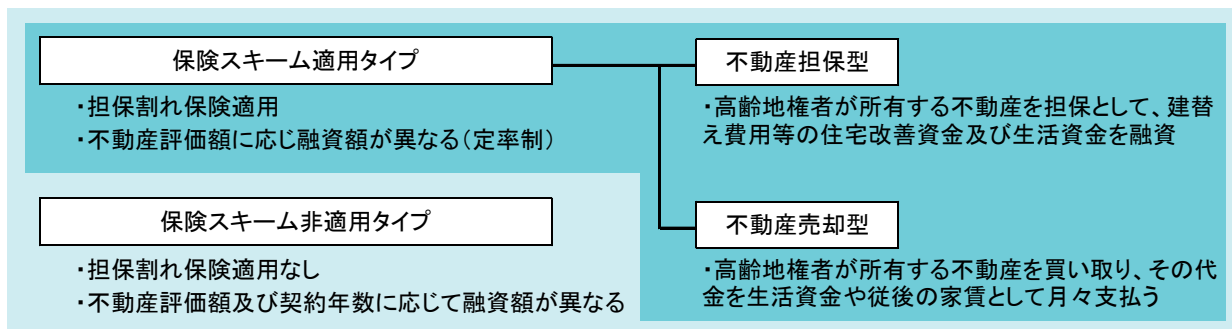 保険スキーム適用タイプ
・担保割れ保険適用
・不動産評価額に応じ融資額が異なる（定率制）
不動産担保型
・高齢地権者が所有する不動産を担保として、建替
え費用等の住宅改善資金及び生活資金を融資
保険スキーム非適用タイプ
・担保割れ保険適用なし
・不動産評価額及び契約年数に応じて融資額が異なる
不動産売却型
・高齢地権者が所有する不動産を買い取り、その代
金を生活資金や従後の家賃として月々支払う